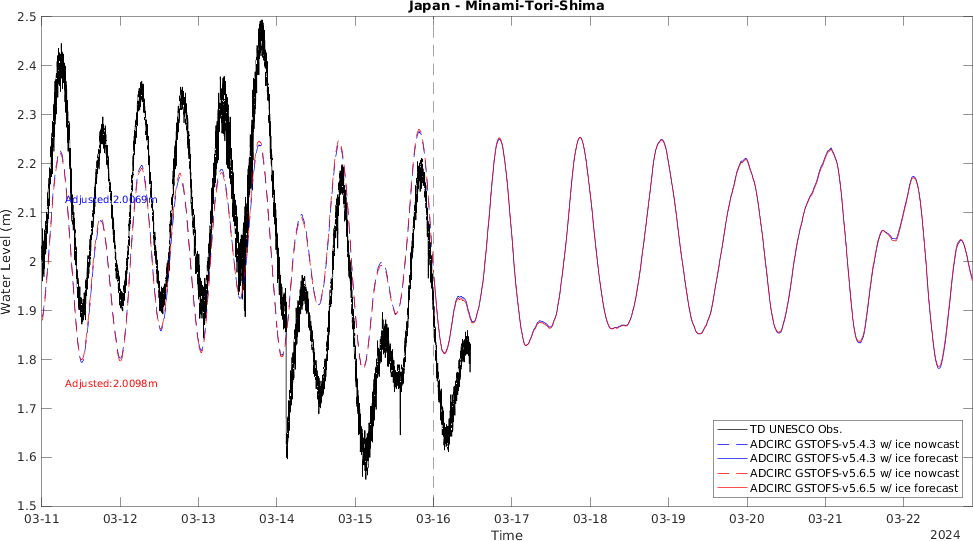 Japan - Minami-Tori-Shima
2.5
2.4
2.3
2.2
2.1
2
1.9
1.8
1.7
1.6
1.5
Water Level (m)
Adjusted:2.0069m
Adjusted:2.0098m
TD UNESCO Obs.
ADCIRC GSTOFS-v5.4.3 w/ ice nowcast
ADCIRC GSTOFS-v5.4.3 w/ ice forecast
ADCIRC GSTOFS-v5.6.5 w/ ice nowcast
ADCIRC GSTOFS-v5.6.5 w/ ice forecast
03-11 03-12 03-13 03-14 03-15 03-16 03-17 03-18 03-19 03-20 03-21 03-22
Time
2024